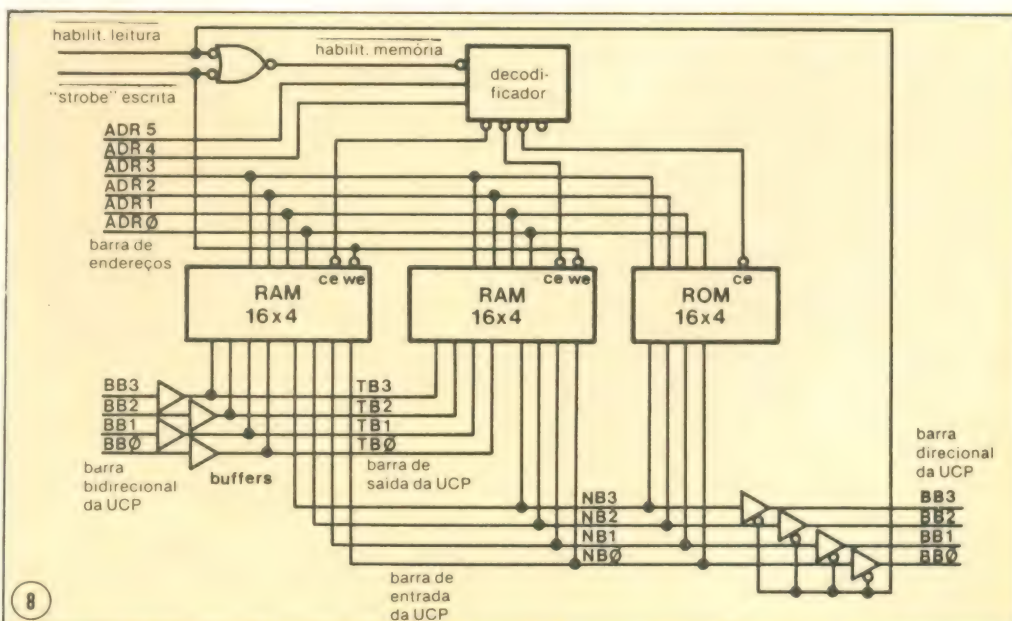 habilit. leitura
habilit. memória
decodi-
ficador
"strobe" escrita
ADR 5
ADR 4
ADR 3
ADR 2
ADR 1
ADR Ø
barra de
endereços
ce we
RAM
16x4
ce we
RAM
16x4
ce
ROM
16x4
BB3
BB2
BB1
BBØ
barra
bidirecional
da UCP
buffers
TB3
TB2
TB1
TBØ
barra de
saída da UCP
NB3
NB2
NB1
NBØ
barra de
entrada
da UCP
barra
direcional
da UCP
BB3
BB2
BB1
BBØ
8